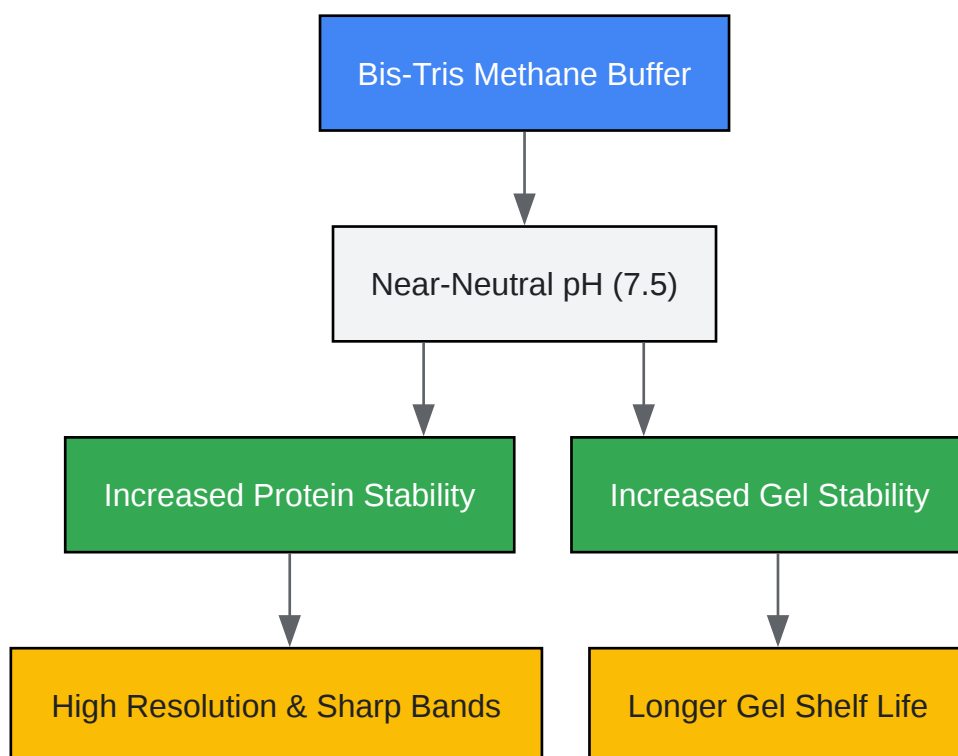 Bis-Tris Methane Buffer
Near-Neutral pH (7.5)
Increased Protein Stability
Increased Gel Stability
High Resolution & Sharp Bands
Longer Gel Shelf Life